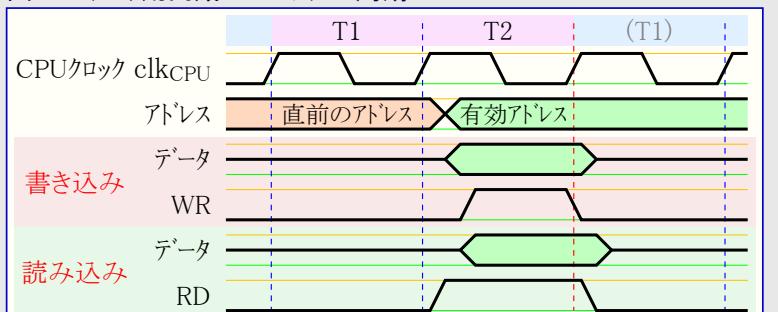 T1 T2 (T1)
CPUクロック clkCPU
アドレス 直前のアドレス 有効アドレス
データ
書き込み
WR
データ
読み込み
RD